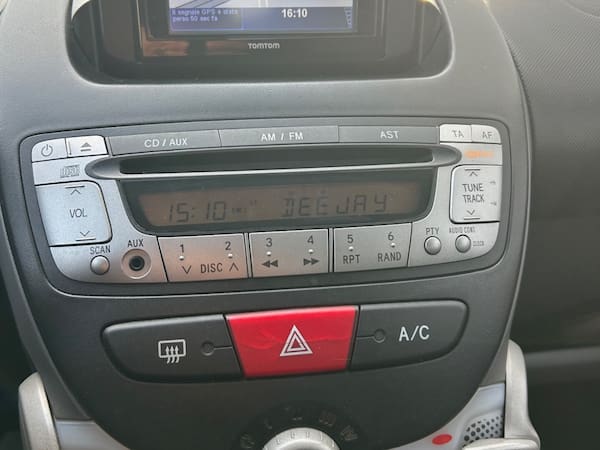 Il segnale GPS è stato
perso 50 sec fa
16:10
TOMTOM
CD / AUX
AM / FM
AST
TA
AF
VOL
TUNE
TRACK
15:10 DEEJAY
SCAN
AUX
1
2
DISC
3
4
5
6
RPT
RAND
PTY
AUDIO CONT
CLOCK
A/C